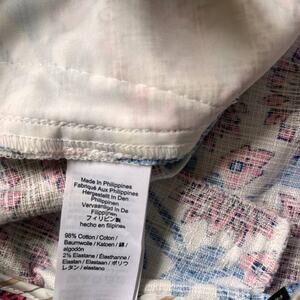 Made In Philippines
Fabriqué Aux Philippines
Hergestellt In Den
Philippinen
Vervaardigd In De
Filippijnen
フィリピン製
hecho en filipinas
98% Cotton / Coton /
Baumwolle / Katoen / 綿 /
algodón
2% Elastane / Élasthanne /
Elastan / Elastaan / ポリウ
レタン / elastano